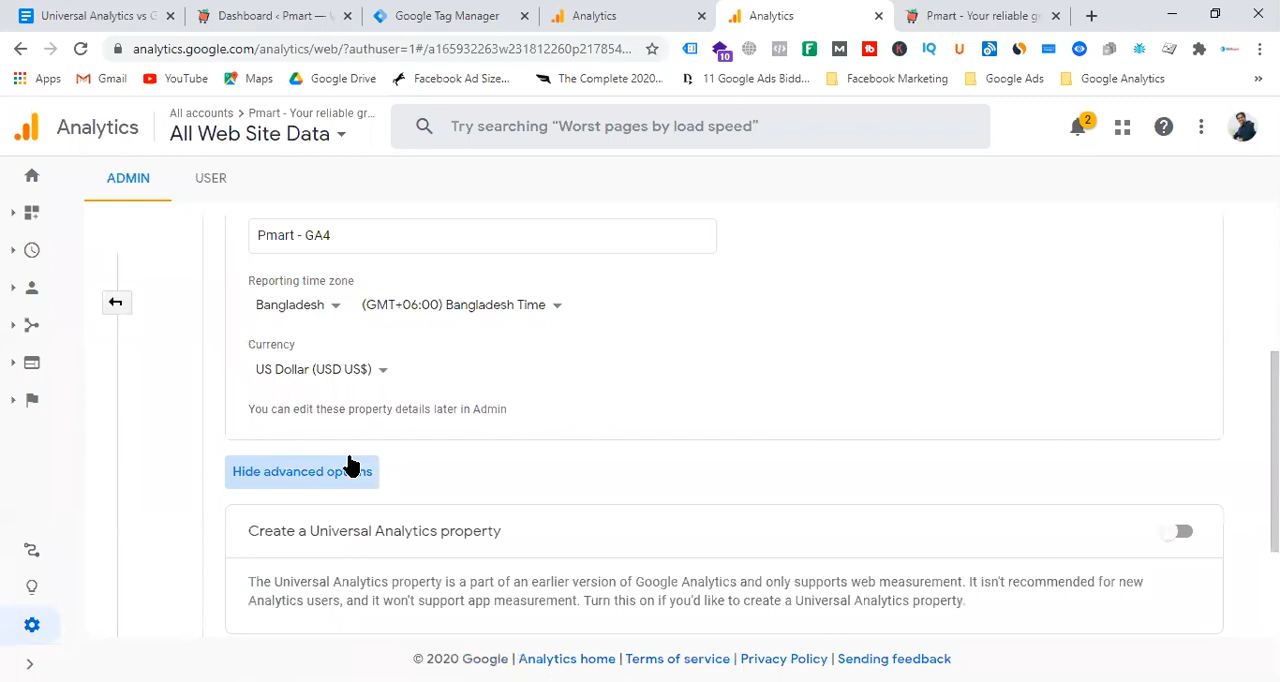 Universal Analytics vs G
Dashboard ‹ Pmart —
Google Tag Manager
Analytics
Analytics
Pmart - Your reliable gr
analytics.google.com/analytics/web/?authuser=1#/a165932263w231812260p217854...
10
Apps
Gmail
YouTube
Maps
Google Drive
Facebook Ad Size...
The Complete 2020...
11 Google Ads Bidd...
Facebook Marketing
Google Ads
Google Analytics
»
Analytics
All accounts > Pmart - Your reliable gr...
All Web Site Data
Try searching “Worst pages by load speed”
2
ADMIN
USER
Pmart - GA4
Reporting time zone
Bangladesh
(GMT+06:00) Bangladesh Time
Currency
US Dollar (USD US$)
You can edit these property details later in Admin
Hide advanced options
Create a Universal Analytics property
The Universal Analytics property is a part of an earlier version of Google Analytics and only supports web measurement. It isn't recommended for new
Analytics users, and it won't support app measurement. Turn this on if you'd like to create a Universal Analytics property.
© 2020 Google | Analytics home | Terms of service | Privacy Policy | Sending feedback